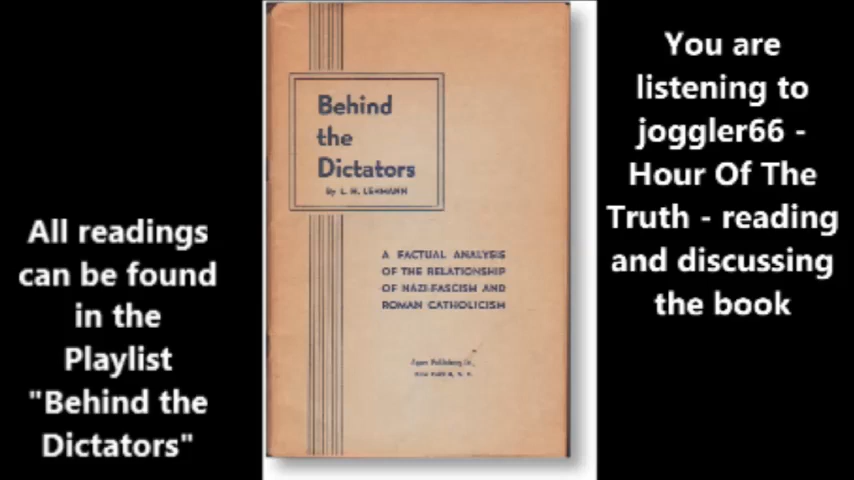 All readings
can be found
in the
Playlist
"Behind the
Dictators"
Behind
the
Dictators
By L. H. LEHMANN
A FACTUAL ANALYSIS
OF THE RELATIONSHIP
OF NAZI-FASCISM AND
ROMAN CATHOLICISM
You are
listening to
joggler66 -
Hour Of The
Truth - reading
and discussing
the book